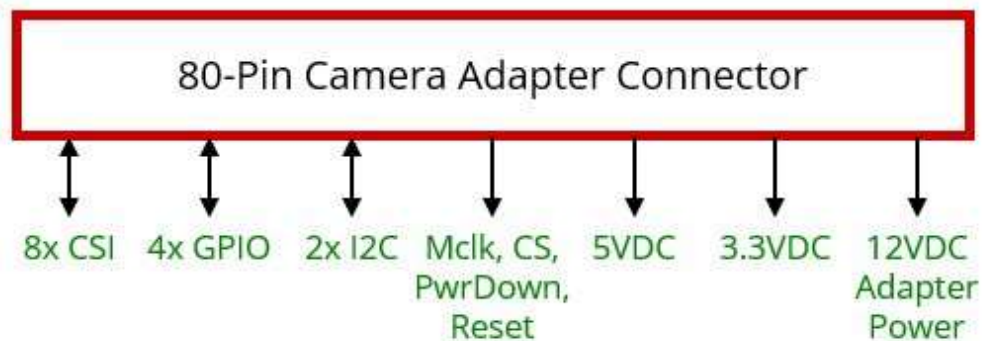 80-Pin Camera Adapter Connector
8x CSI
4x GPIO
2x I2C
Mclk, CS,
PwrDown,
Reset
5VDC
3.3VDC
12VDC
Adapter
Power